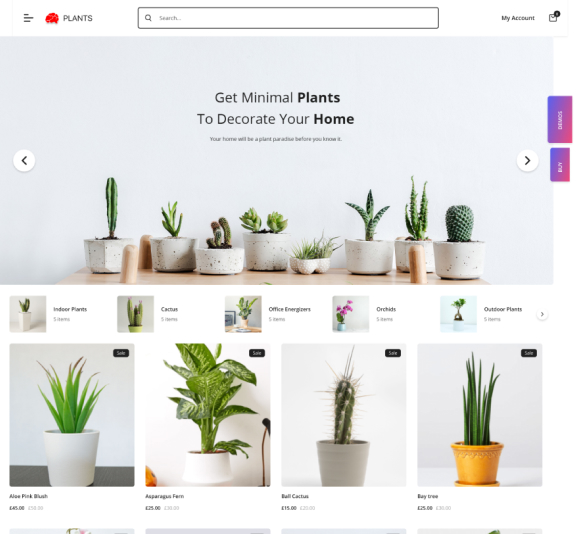 PLANTS
Search...
My Account
Get Minimal Plants
To Decorate Your Home
Your home will be a plant paradise before you know it.
DEMOS
BUY
Indoor Plants
5 items
Cactus
5 items
Office Energizers
5 items
Orchids
5 items
Outdoor Plants
5 items
Sale
Sale
Sale
Sale
Aloe Pink Blush
£45.00 £50.00
Asparagus Fern
£25.00 £30.00
Ball Cactus
£15.00 £20.00
Bay tree
£25.00 £30.00